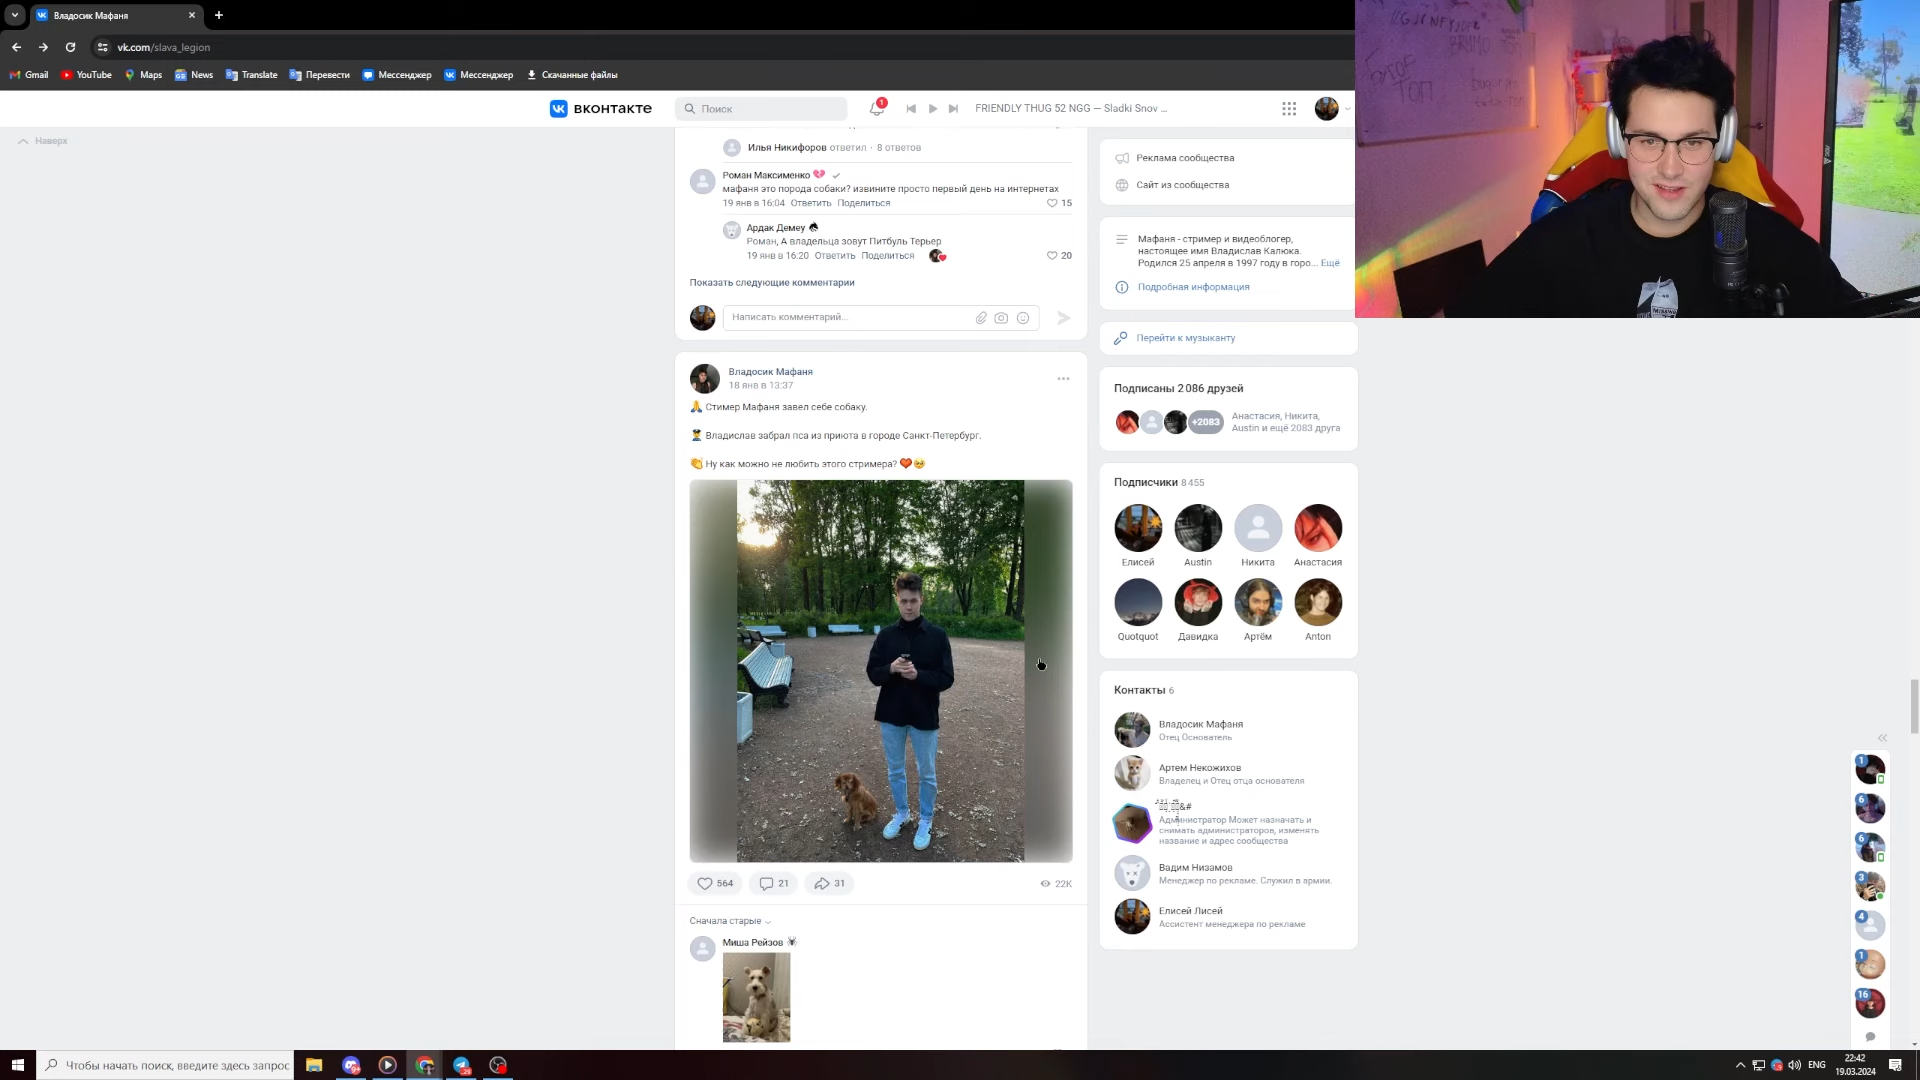 Владосик Мафаня
vk.com/slava_legion
Gmail
YouTube
Maps
News
Translate
Перевести
Мессенджер
Мессенджер
Скачанные файлы
вконтакте
Поиск
1
FRIENDLY THUG 52 NGG — Sladki Snov ...
Наверх
Илья Никифоров ответил · 8 ответов
Роман Максименко
мафаня это порода собаки? извините просто первый день на интернетах
19 янв в 16:04 Ответить Поделиться
15
Ардак Демеу
Роман, А владельца зовут Питбуль Терьер
19 янв в 16:20 Ответить Поделиться
20
Показать следующие комментарии
Написать комментарий...
Владосик Мафаня
18 янв в 13:37
🙏 Стимер Мафаня завел себе собаку.
Владислав забрал пса из приюта в городе Санкт-Петербург.
👏 Ну как можно не любить этого стримера? ❤️🥹
564
21
31
22K
Сначала старые
Миша Рейзов
Реклама сообщества
Сайт из сообщества
Мафаня - стример и видеоблогер,
настоящее имя Владислав Калюка.
Родился 25 апреля в 1997 году в горо... Ещё
Подробная информация
Перейти к музыканту
Подписаны 2 086 друзей
+2083
Анастасия, Никита,
Austin и ещё 2083 друга
Подписчики 8 455
Елисей
Austin
Никита
Анастасия
Quotquot
Давидка
Артём
Anton
Контакты 6
Владосик Мафаня
Отец Основатель
Артем Некожихов
Владелец и Отец отца основателя
Администратор Может назначать и
снимать администраторов, изменять
название и адрес сообщества
Вадим Низамов
Менеджер по рекламе. Служил в армии.
Елисей Лисей
Ассистент менеджера по рекламе
1
6
6
3
4
1
16
Чтобы начать поиск, введите здесь запрос
ENG
22:42
19.03.2024